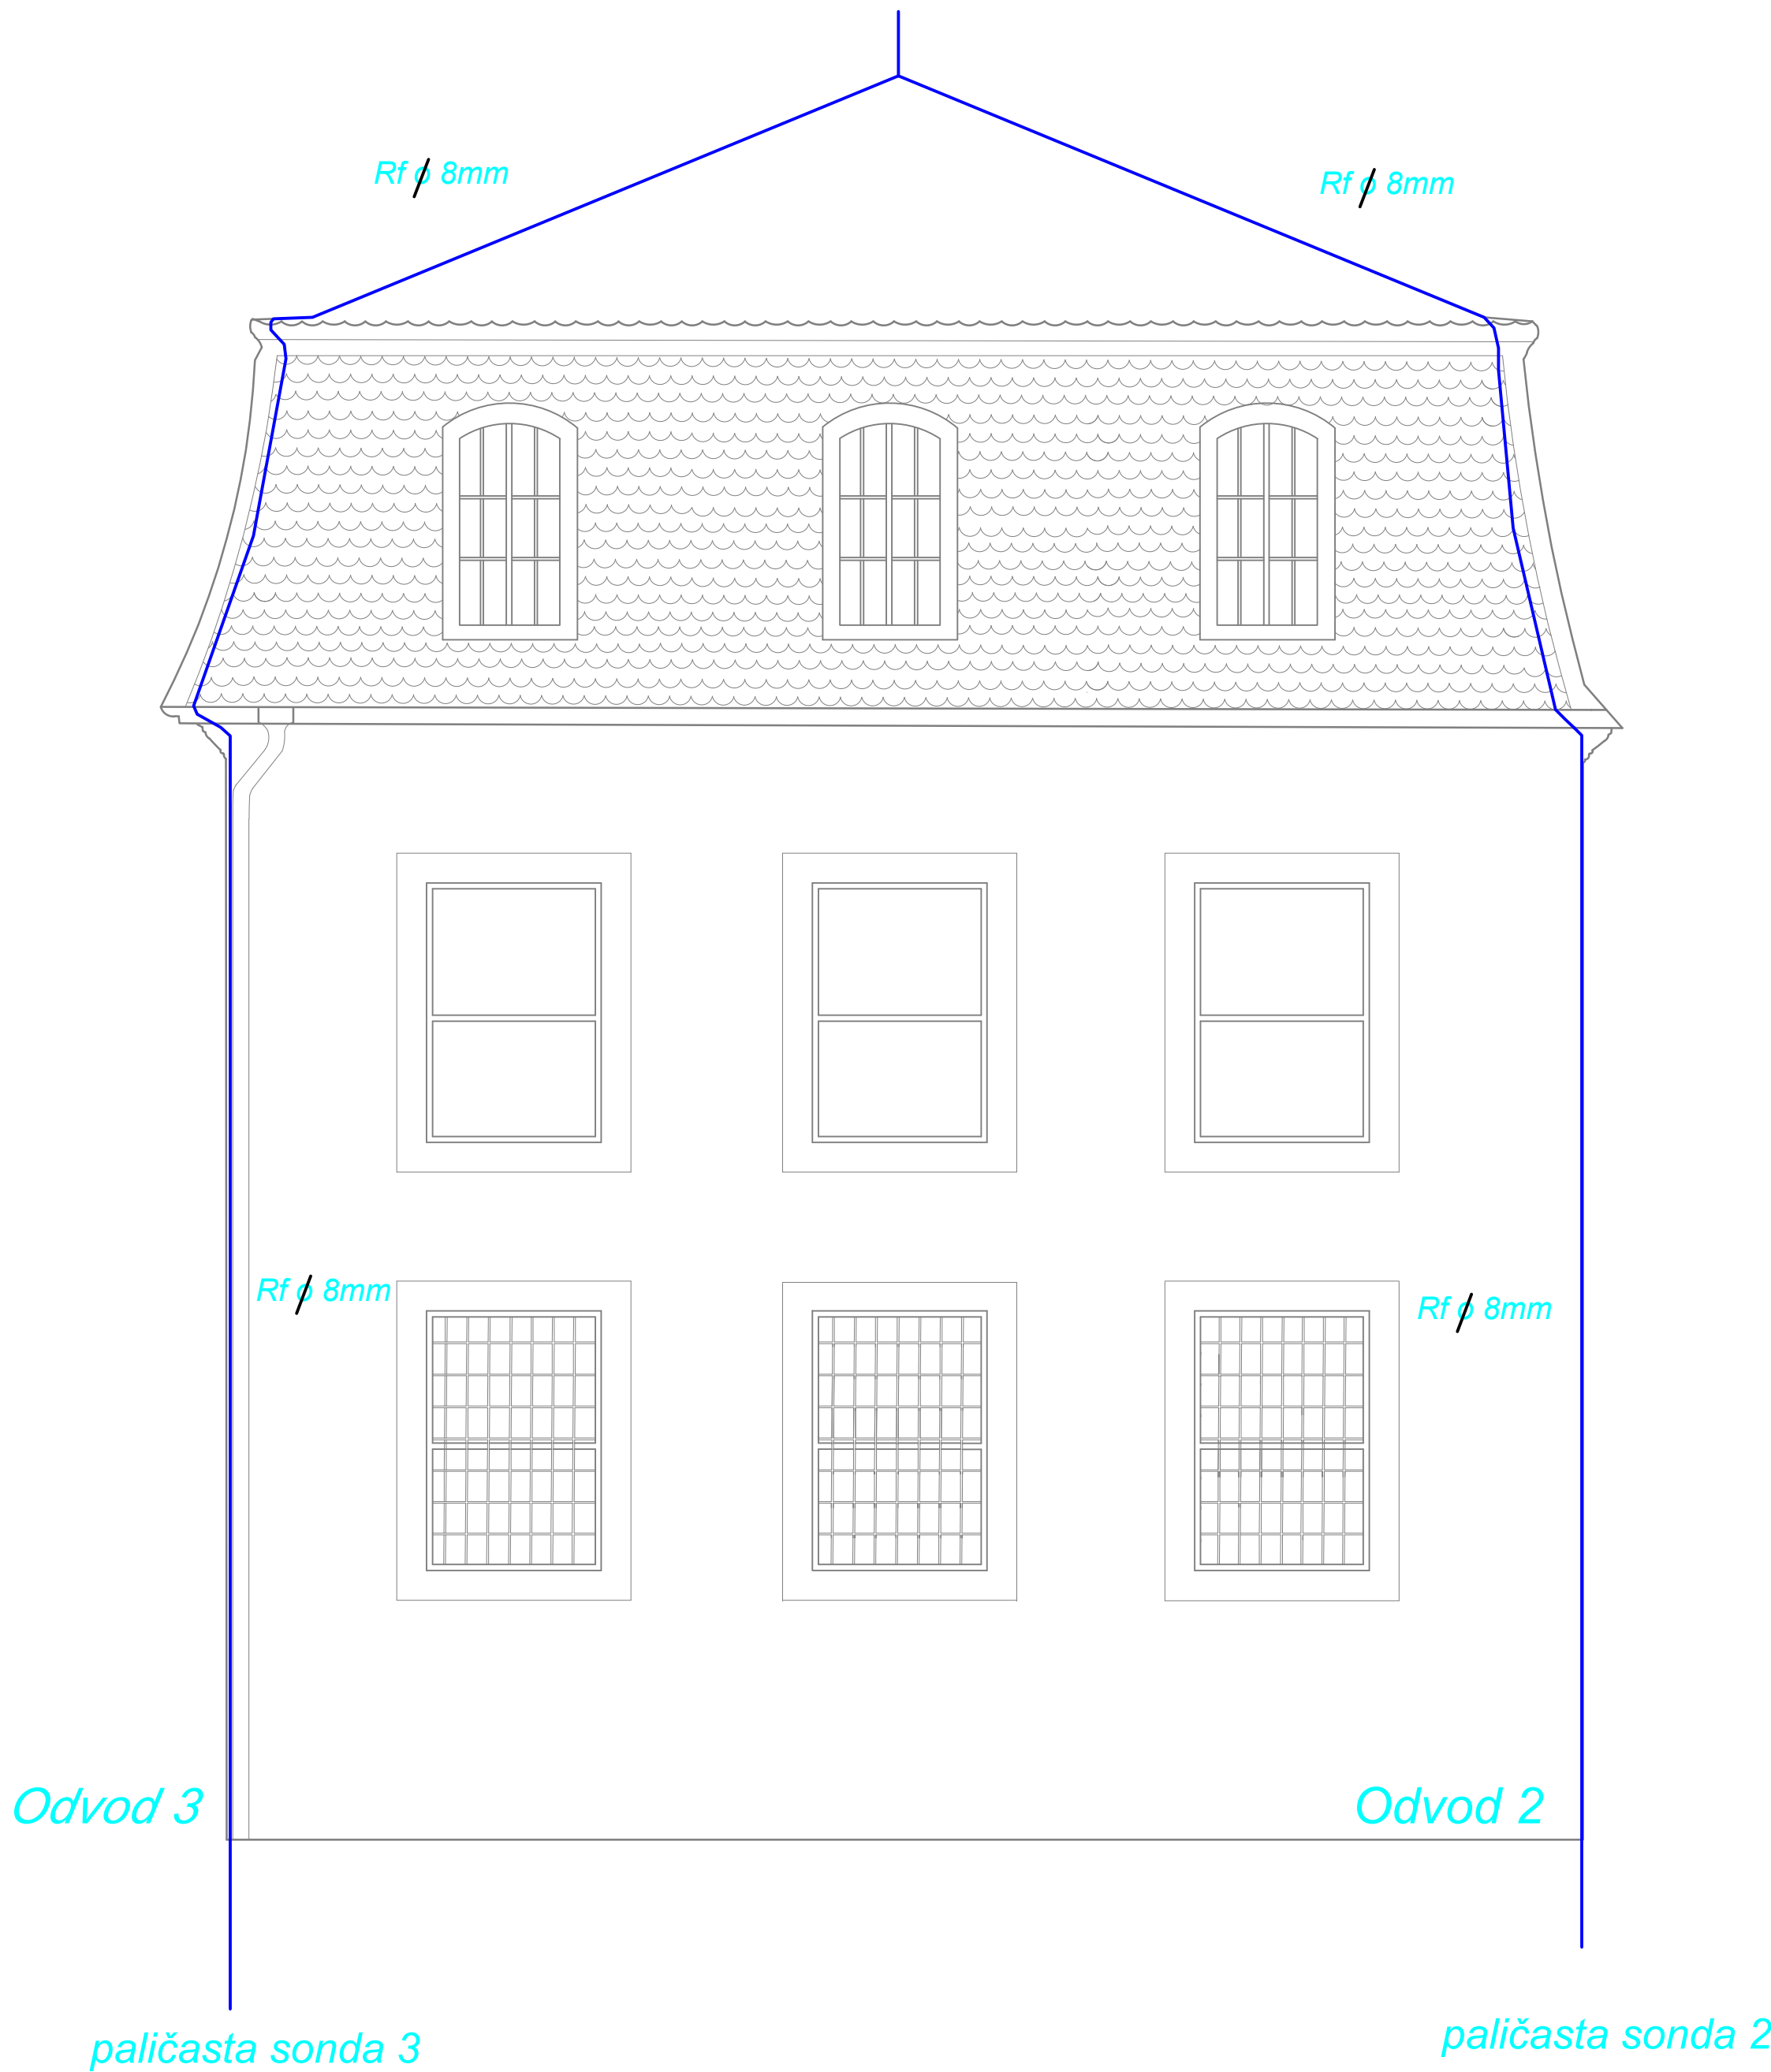 Rf ø 8mm
Rf ø 8mm
Rf ø 8mm
Rf ø 8mm
Odvod 3
Odvod 2
paličasta sonda 3
paličasta sonda 2